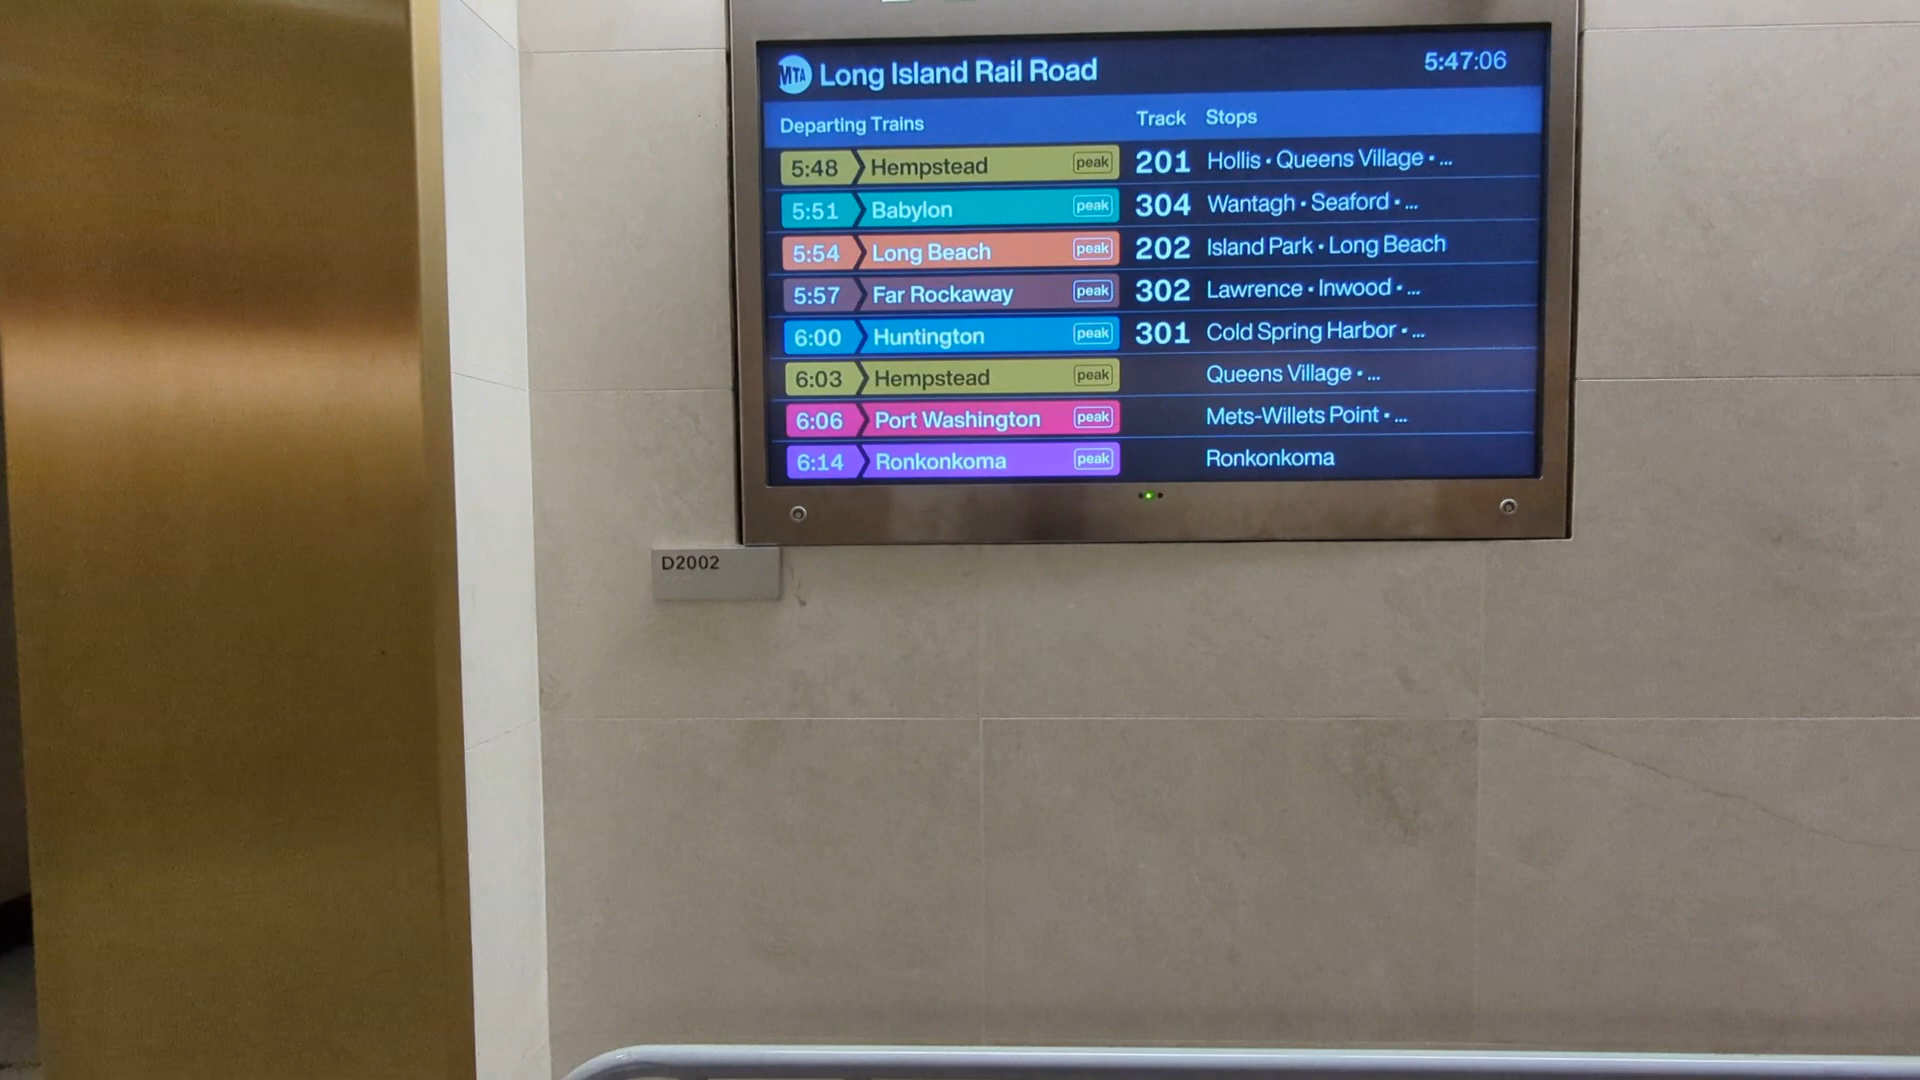 MTA Long Island Rail Road 5:47:06
Departing Trains Track Stops
5:48 Hempstead peak 201 Hollis • Queens Village • ...
5:51 Babylon peak 304 Wantagh • Seaford • ...
5:54 Long Beach peak 202 Island Park • Long Beach
5:57 Far Rockaway peak 302 Lawrence • Inwood • ...
6:00 Huntington peak 301 Cold Spring Harbor • ...
6:03 Hempstead peak Queens Village • ...
6:06 Port Washington peak Mets-Willets Point • ...
6:14 Ronkonkoma peak Ronkonkoma
D2002